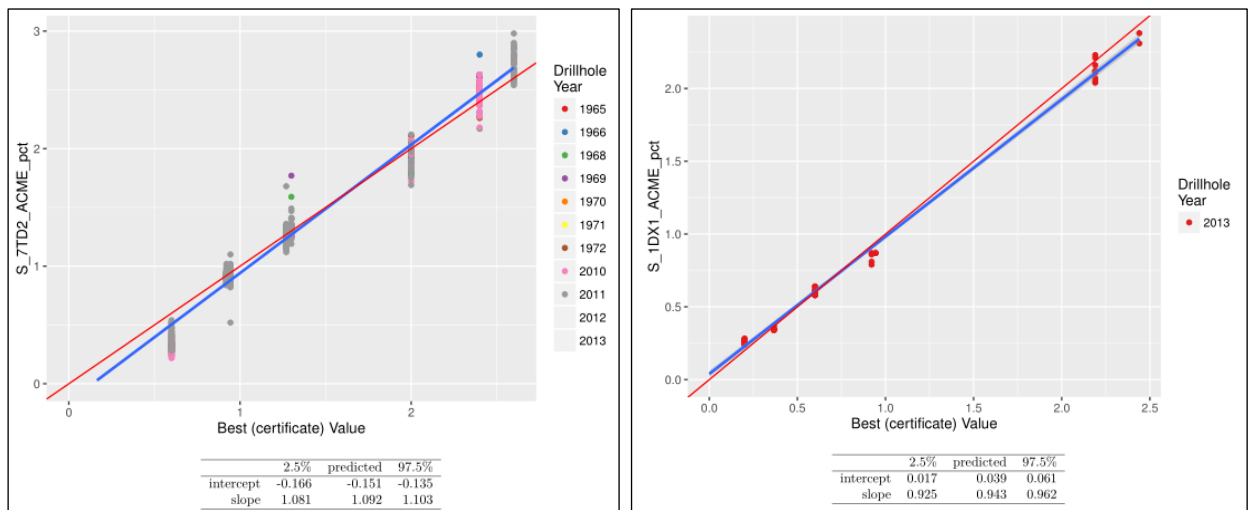 S_7TD2_ACME_pct
3
2
1
0
0
1
2
Best (certificate) Value
Drillhole
Year
1965
1966
1968
1969
1970
1971
1972
2010
2011
2012
2013
2.5% predicted 97.5%
intercept -0.166 -0.151 -0.135
slope 1.081 1.092 1.103
S_1DX1_ACME_pct
2.0
1.5
1.0
0.5
0.0
0.0
0.5
1.0
1.5
2.0
2.5
Best (certificate) Value
Drillhole
Year
2013
2.5% predicted 97.5%
intercept 0.017 0.039 0.061
slope 0.925 0.943 0.962